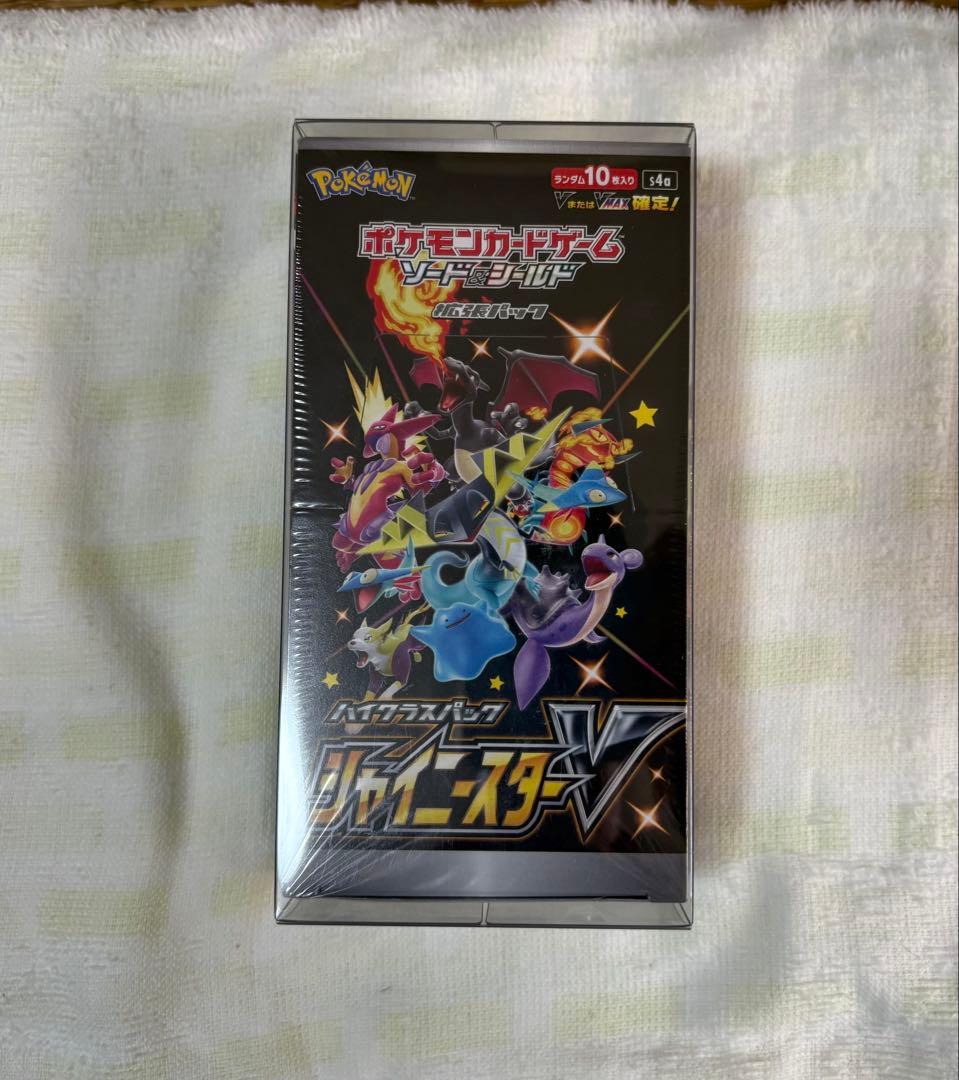 Pokémon
ランダム10枚入り s4a
VまたはVMAX確定!
ポケモンカードゲーム
ソード&シールド
拡張パック
ハイクラスパック
シャイニースターV